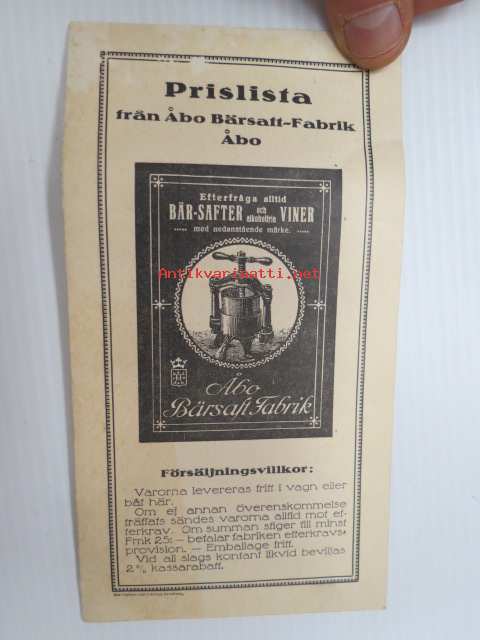 Prislista
från Åbo Bärsaft-Fabrik
Åbo
Efterfråga alltid
BÄR-SAFTER och alkoholfria VINER
med nedanstående märke.
Antikvariaatti.net
Åbo
Bärsaft Fabrik
Försäljningsvillkor:
Varorna levereras fritt i vagn eller
båt här.
Om ej annan överenskommelse
träffats sändes varorna alltid mot ef-
terkrav. Om summan stiger till minst
Fmk 25:— betalar fabriken efterkravs-
provision. — Emballage fritt.
Vid all slags kontant likvid beviljas
2% kassarabatt.